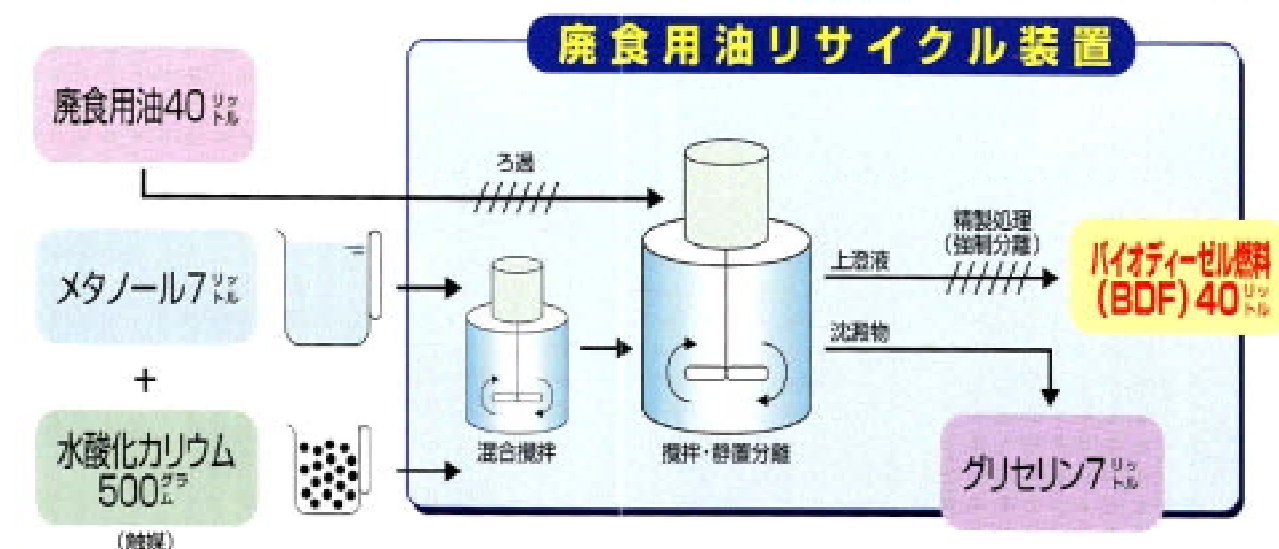 廃食用油リサイクル装置
廃食用油40リットル
ろ過
メタノール7リットル
+
水酸化カリウム
500グラム
(触媒)
混合攪拌
攪拌・静置分離
上澄液
精製処理
(強制分離)
沈澱物
バイオディーゼル燃料
(BDF)40リットル
グリセリン7リットル